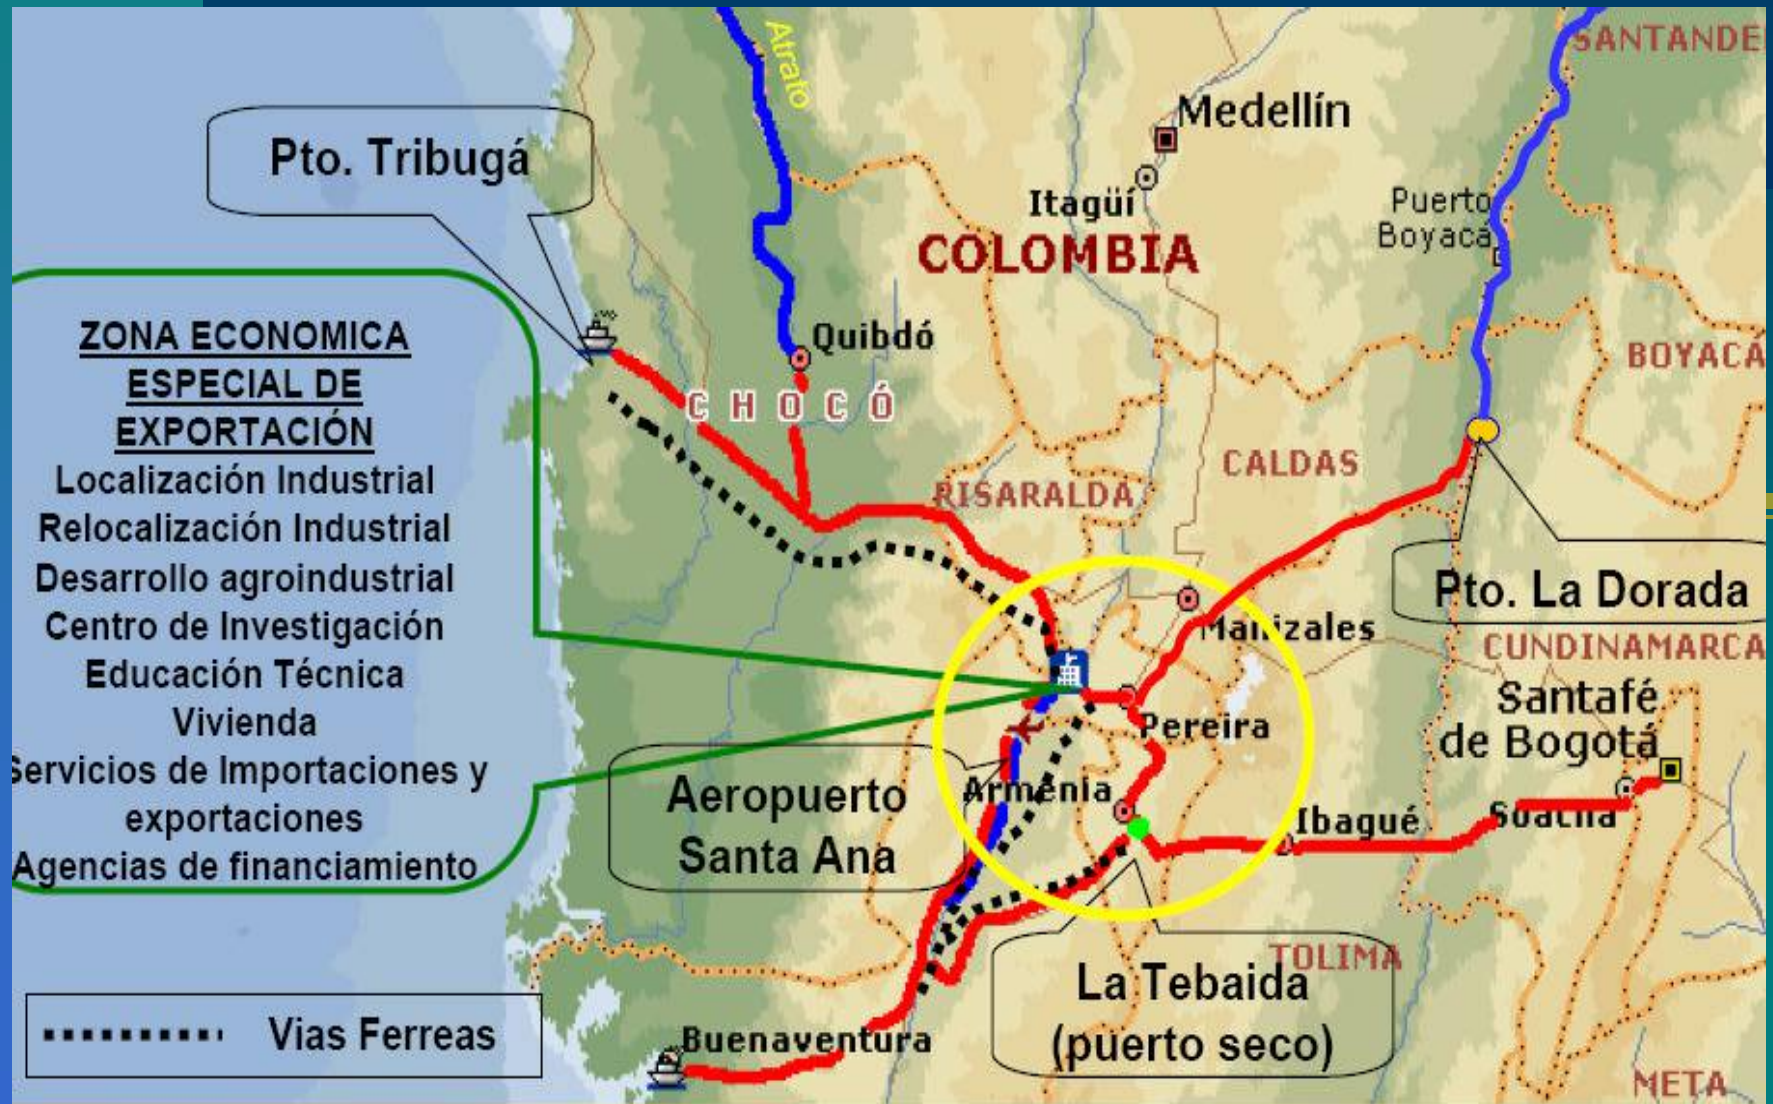 SANTANDE
Atrato
Medellín
Pto. Tribugá
Itagüí
Puerto
Boyacá
COLOMBIA
ZONA ECONOMICA
ESPECIAL DE
EXPORTACIÓN
Localización Industrial
Relocalización Industrial
Desarrollo agroindustrial
Centro de Investigación
Educación Técnica
Vivienda
Servicios de Importaciones y
exportaciones
Agencias de financiamiento
Quibdó
BOYACÁ
CHOCÓ
CALDAS
RISARALDA
Pto. La Dorada
Manizales
CUNDINAMARCA
Santafé
de Bogotá
Pereira
Aeropuerto
Santa Ana
Armenia
Ibagué
Soacha
TOLIMA
La Tebaida
(puerto seco)
Vias Ferreas
Buenaventura
META